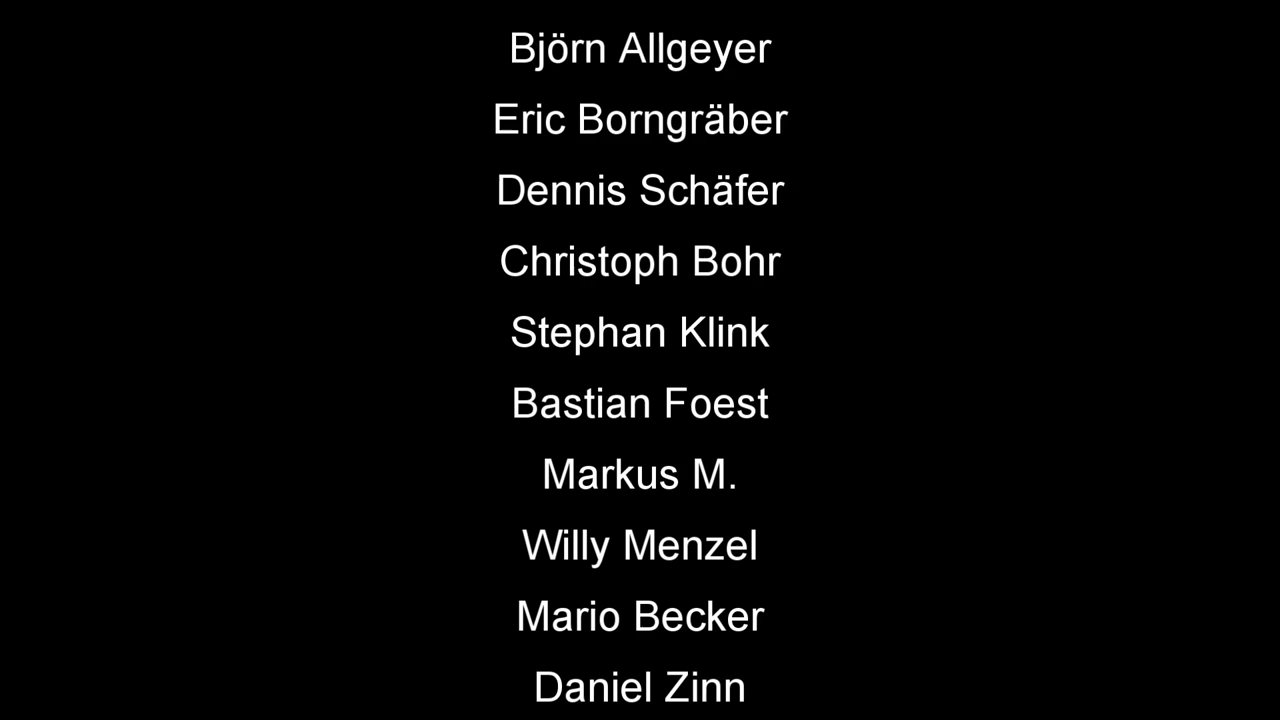 Björn Allgeyer
Eric Borngräber
Dennis Schäfer
Christoph Bohr
Stephan Klink
Bastian Foest
Markus M.
Willy Menzel
Mario Becker
Daniel Zinn